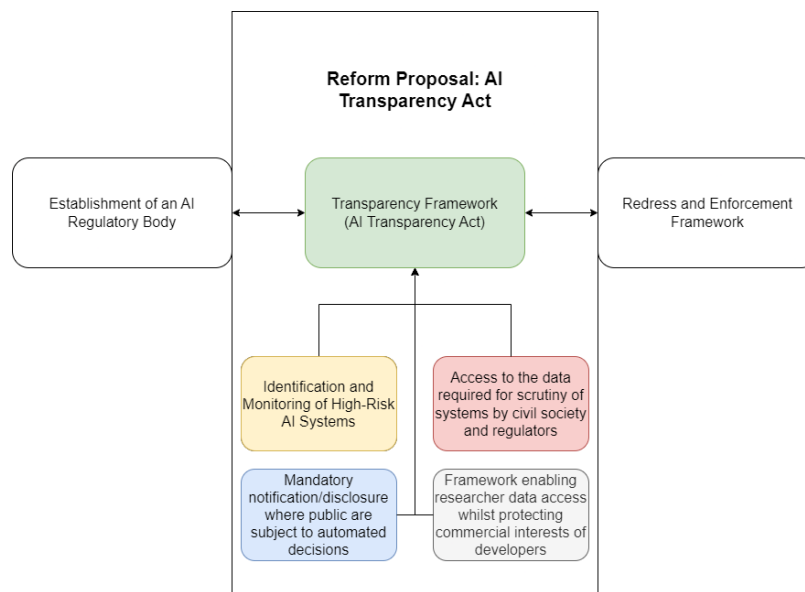 Reform Proposal: AI
Transparency Act
Establishment of an AI
Regulatory Body
Transparency Framework
(AI Transparency Act)
Redress and Enforcement
Framework
Identification and
Monitoring of High-Risk
AI Systems
Access to the data
required for scrutiny of
systems by civil society
and regulators
Mandatory
notification/disclosure
where public are
subject to automated
decisions
Framework enabling
researcher data access
whilst protecting
commercial interests of
developers